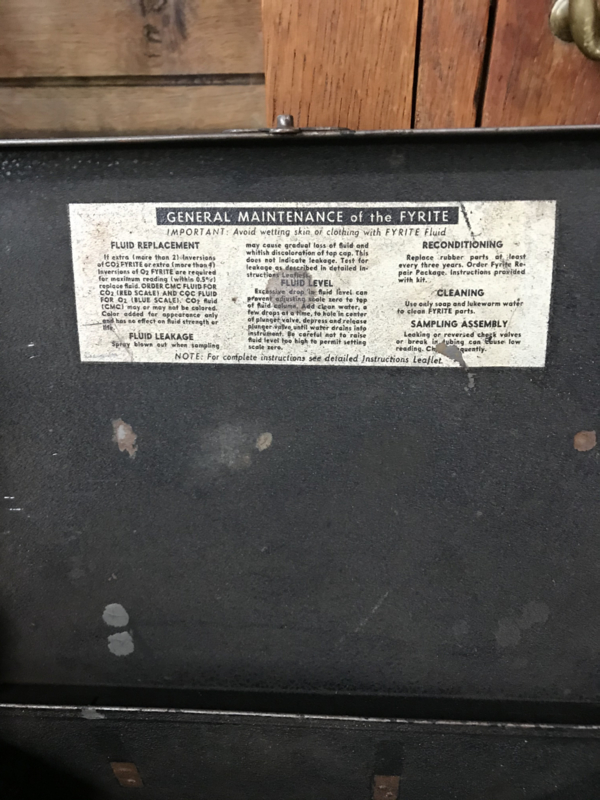 GENERAL MAINTENANCE of the FYRITE
IMPORTANT: Avoid wetting skin or clothing with FYRITE Fluid
FLUID REPLACEMENT
If extra (more than 2) inversions
of CO2 FYRITE or extra (more than
inversions of O2 FYRITE are required
for maximum reading (within 0.5%)
replace fluid. ORDER CMC FLUID FOR
CO2 (RED SCALE) AND COC FLUID
FOR O2 (BLUE SCALE). CO2 fluid
(CMC) may or may not be colored.
Color added for appearance only
and has no effect on fluid strength or
life.
FLUID LEAKAGE
Spray blown out when sampling
may cause gradual loss of fluid and
whitish discoloration of top cap. This
does not indicate leakage. Test for
leakage as described in detailed In-
structions Leaflet.
FLUID LEVEL
Excessive drop in fluid level can
prevent adjusting scale zero to top
of fluid column. Add clean water, a
few drops at a time, to hole in center
of plunger valve, depress and release
plunger valve until water drains into
instrument. Be careful not to raise
fluid level too high to permit setting
scale zero.
RECONDITIONING
Replace rubber parts at least
every three years. Order Fyrite Re-
pair Package. Instructions provided
with kit.
CLEANING
Use only soap and lukewarm water
to clean FYRITE parts.
SAMPLING ASSEMBLY
Leaking or reversed check valves
or break in tubing can cause low
reading.
NOTE: For complete instructions see detailed Instructions Leaflet.